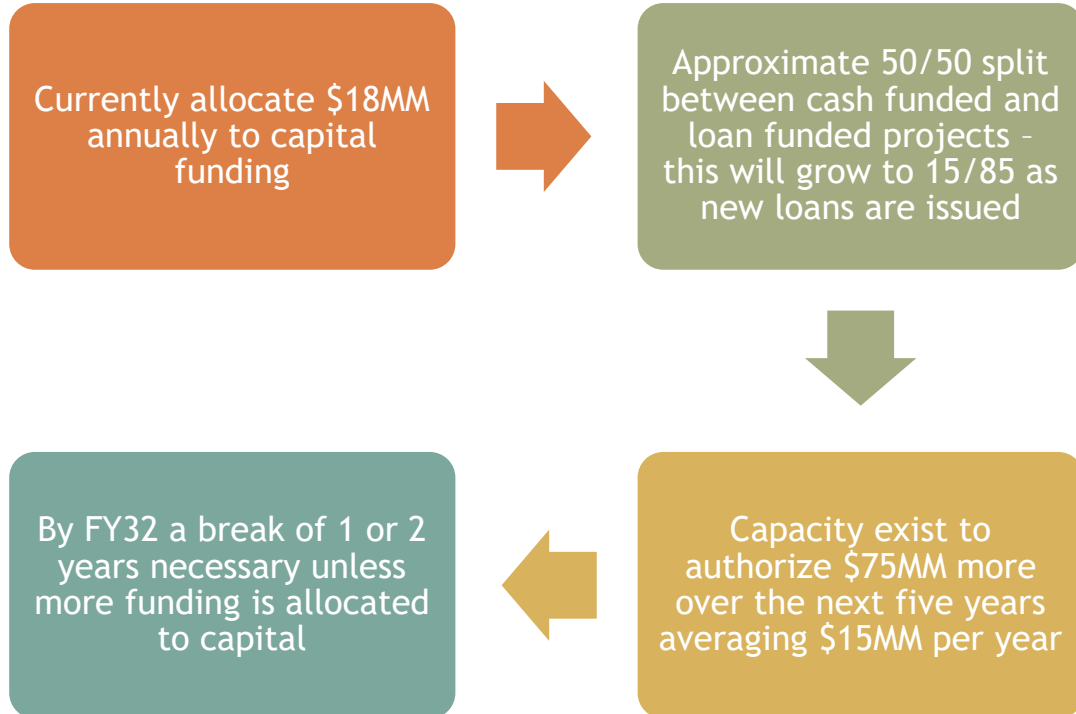 Currently allocate $18MM
annually to capital
funding
Approximate 50/50 split
between cash funded and
loan funded projects –
this will grow to 15/85 as
new loans are issued
Capacity exist to
authorize $75MM more
over the next five years
averaging $15MM per year
By FY32 a break of 1 or 2
years necessary unless
more funding is allocated
to capital